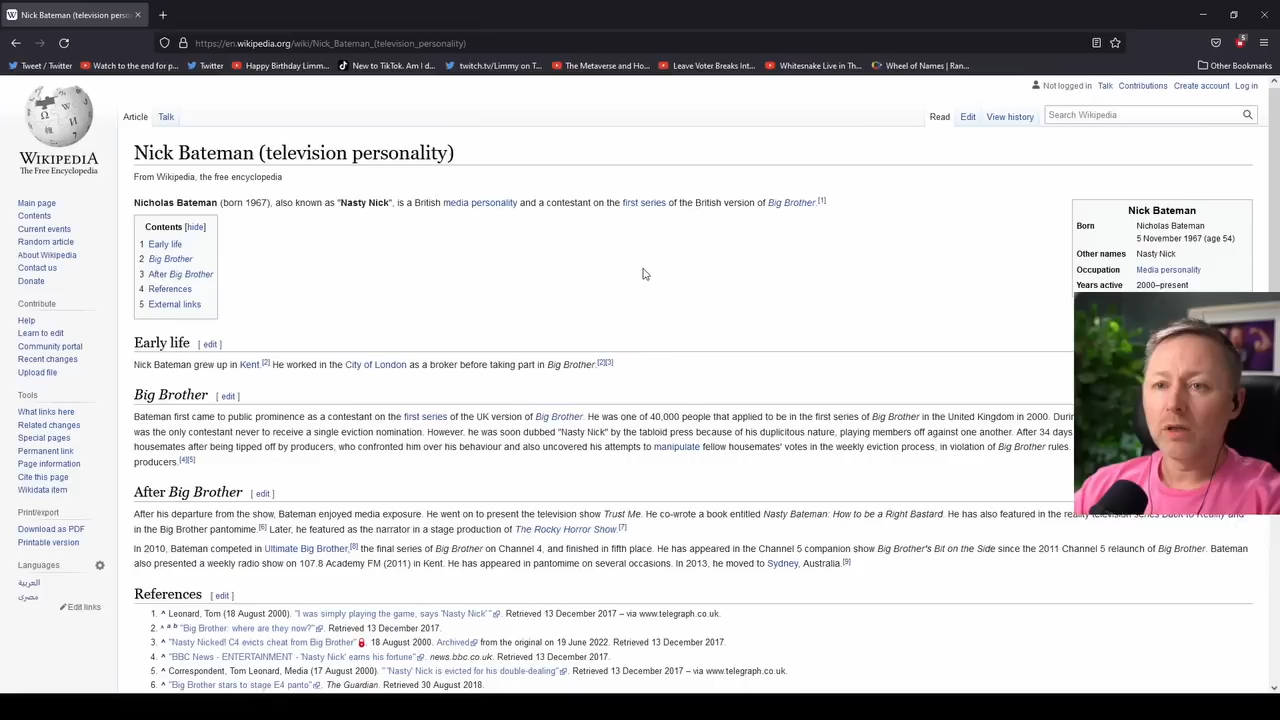 Nick Bateman (television perso
https://en.wikipedia.org/wiki/Nick_Bateman_(television_personality)
5
Tweet / Twitter
Watch to the end for p...
Twitter
Happy Birthday Limm...
New to TikTok. Am I d...
twitch.tv/Limmy on T...
The Metaverse and Ho...
Leave Voter Breaks Int...
Whitesnake Live in Th...
Wheel of Names | Ran...
Other Bookmarks
Not logged in Talk Contributions Create account Log in
Article Talk
Read Edit View history
Search Wikipedia
WIKIPEDIA
The Free Encyclopedia
Main page
Contents
Current events
Random article
About Wikipedia
Contact us
Donate
Contribute
Help
Learn to edit
Community portal
Recent changes
Upload file
Tools
What links here
Related changes
Special pages
Permanent link
Page information
Cite this page
Wikidata item
Print/export
Download as PDF
Printable version
Languages
العربية
مصرى
Edit links
Nick Bateman (television personality)
From Wikipedia, the free encyclopedia
Nicholas Bateman (born 1967), also known as "Nasty Nick", is a British media personality and a contestant on the first series of the British version of Big Brother.[1]
Contents [hide]
1 Early life
2 Big Brother
3 After Big Brother
4 References
5 External links
Nick Bateman
Born Nicholas Bateman
5 November 1967 (age 54)
Other names Nasty Nick
Occupation Media personality
Years active 2000–present
Early life [ edit ]
Nick Bateman grew up in Kent.[2] He worked in the City of London as a broker before taking part in Big Brother.[2][3]
Big Brother [ edit ]
Bateman first came to public prominence as a contestant on the first series of the UK version of Big Brother. He was one of 40,000 people that applied to be in the first series of Big Brother in the United Kingdom in 2000. Durin
was the only contestant never to receive a single eviction nomination. However, he was soon dubbed "Nasty Nick" by the tabloid press because of his duplicitous nature, playing members off against one another. After 34 days
housemates after being tipped off by producers, who confronted him over his behaviour and also uncovered his attempts to manipulate fellow housemates' votes in the weekly eviction process, in violation of Big Brother rules.
producers.[4][5]
After Big Brother [ edit ]
After his departure from the show, Bateman enjoyed media exposure. He went on to present the television show Trust Me. He co-wrote a book entitled Nasty Bateman: How to be a Right Bastard. He has also featured in the reality television series Back to Reality and
in the Big Brother pantomime.[6] Later, he featured as the narrator in a stage production of The Rocky Horror Show.[7]
In 2010, Bateman competed in Ultimate Big Brother,[8] the final series of Big Brother on Channel 4, and finished in fifth place. He has appeared in the Channel 5 companion show Big Brother's Bit on the Side since the 2011 Channel 5 relaunch of Big Brother. Bateman
also presented a weekly radio show on 107.8 Academy FM (2011) in Kent. He has appeared in pantomime on several occasions. In 2013, he moved to Sydney, Australia.[9]
References [ edit ]
1. ^ Leonard, Tom (18 August 2000). "I was simply playing the game, says 'Nasty Nick' ". Retrieved 13 December 2017 – via www.telegraph.co.uk.
2. ^ a b "Big Brother: where are they now?". Retrieved 13 December 2017.
3. ^ "Nasty Nicked! C4 evicts cheat from Big Brother". 18 August 2000. Archived from the original on 19 June 2022. Retrieved 13 December 2017.
4. ^ "BBC News - ENTERTAINMENT - 'Nasty Nick' earns his fortune". news.bbc.co.uk. Retrieved 13 December 2017.
5. ^ Correspondent, Tom Leonard, Media (17 August 2000). " 'Nasty' Nick is evicted for his double-dealing". Retrieved 13 December 2017 – via www.telegraph.co.uk.
6. ^ "Big Brother stars to stage E4 panto". The Guardian. Retrieved 30 August 2018.